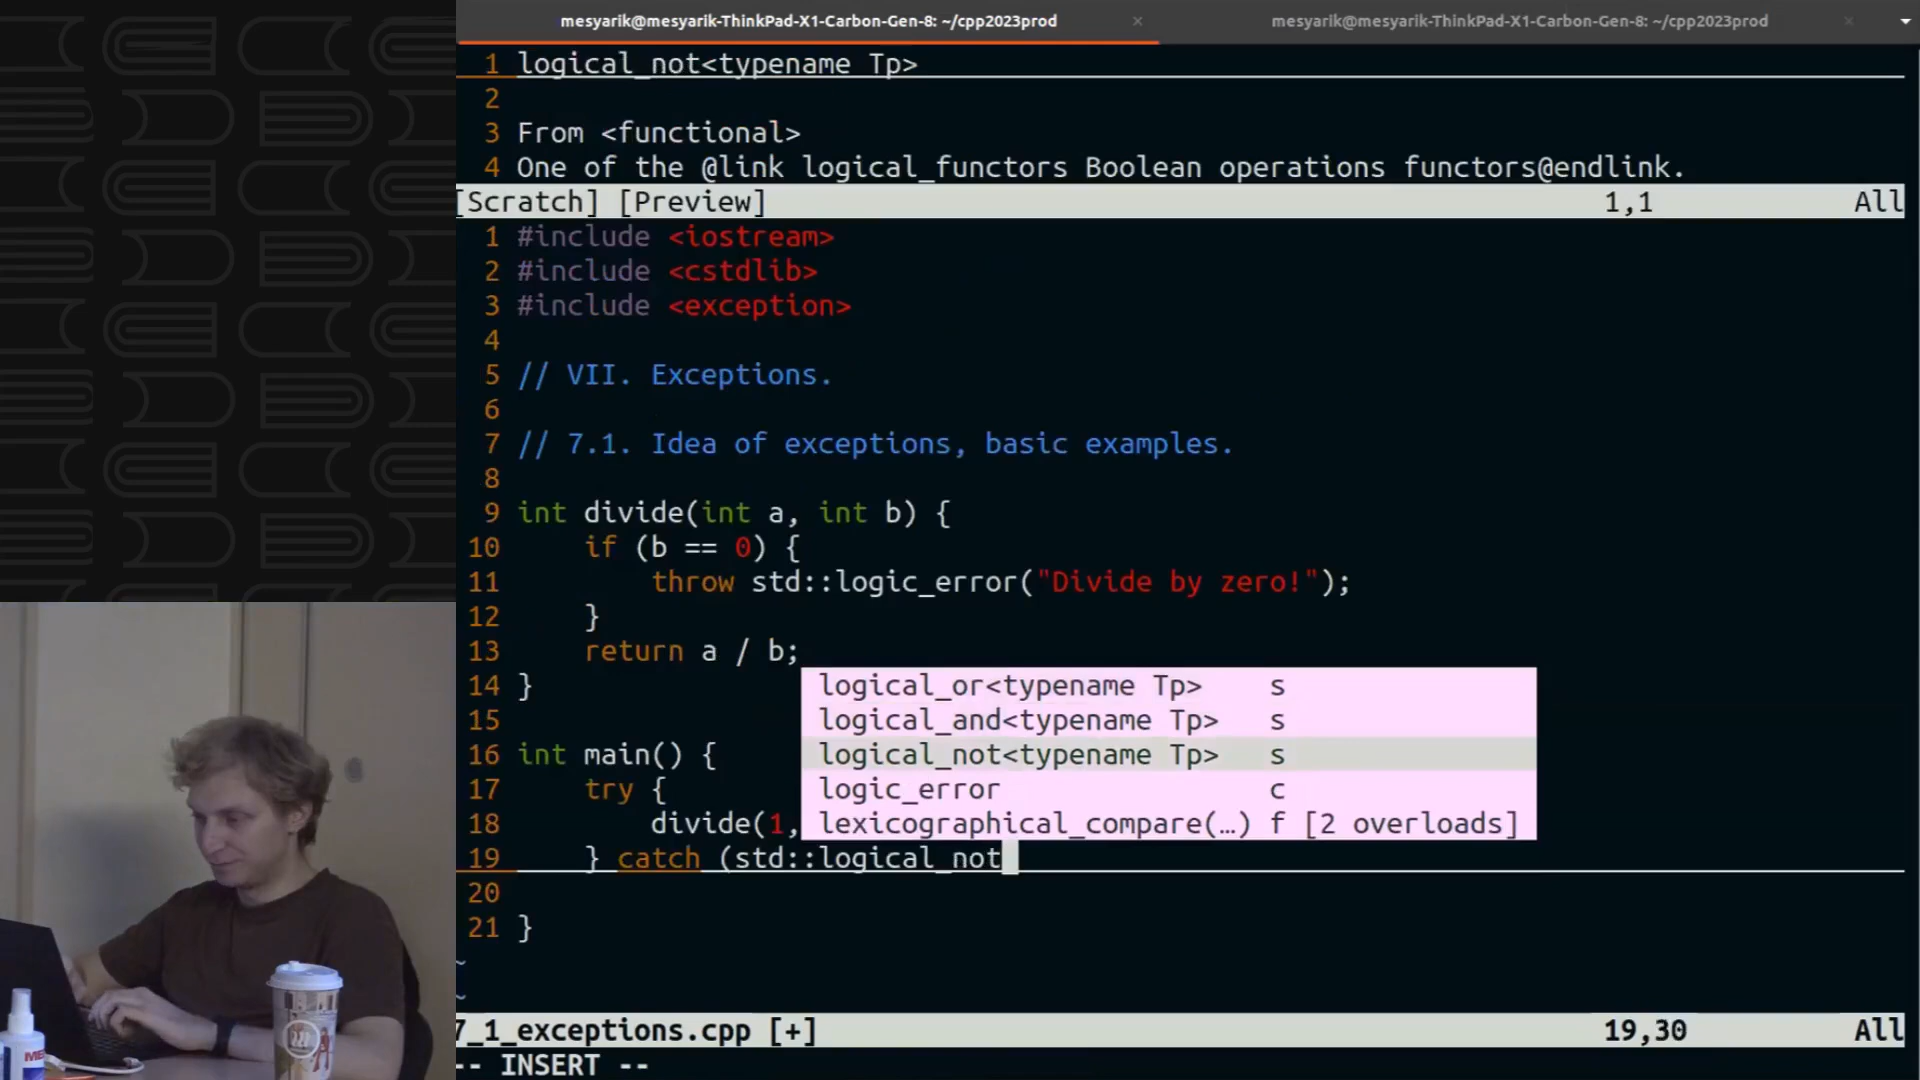 mesyarik@mesyarik-ThinkPad-X1-Carbon-Gen-8: ~/cpp2023prod × mesyarik@mesyarik-ThinkPad-X1-Carbon-Gen-8: ~/cpp2023prod ×
1 logical_not<typename Tp>
2
3 From <functional>
4 One of the @link logical_functors Boolean operations functors@endlink.
[Scratch] [Preview] 1,1 All
1 #include <iostream>
2 #include <cstdlib>
3 #include <exception>
4
5 // VII. Exceptions.
6
7 // 7.1. Idea of exceptions, basic examples.
8
9 int divide(int a, int b) {
10 if (b == 0) {
11 throw std::logic_error("Divide by zero!");
12 }
13 return a / b;
14 } logical_or<typename Tp> s
15 logical_and<typename Tp> s
16 int main() { logical_not<typename Tp> s
17 try { logic_error c
18 divide(1, lexicographical_compare(…) f [2 overloads]
19 } catch (std::logical_not
20
21 }
~
~
7_1_exceptions.cpp [+] 19,30 All
-- INSERT --